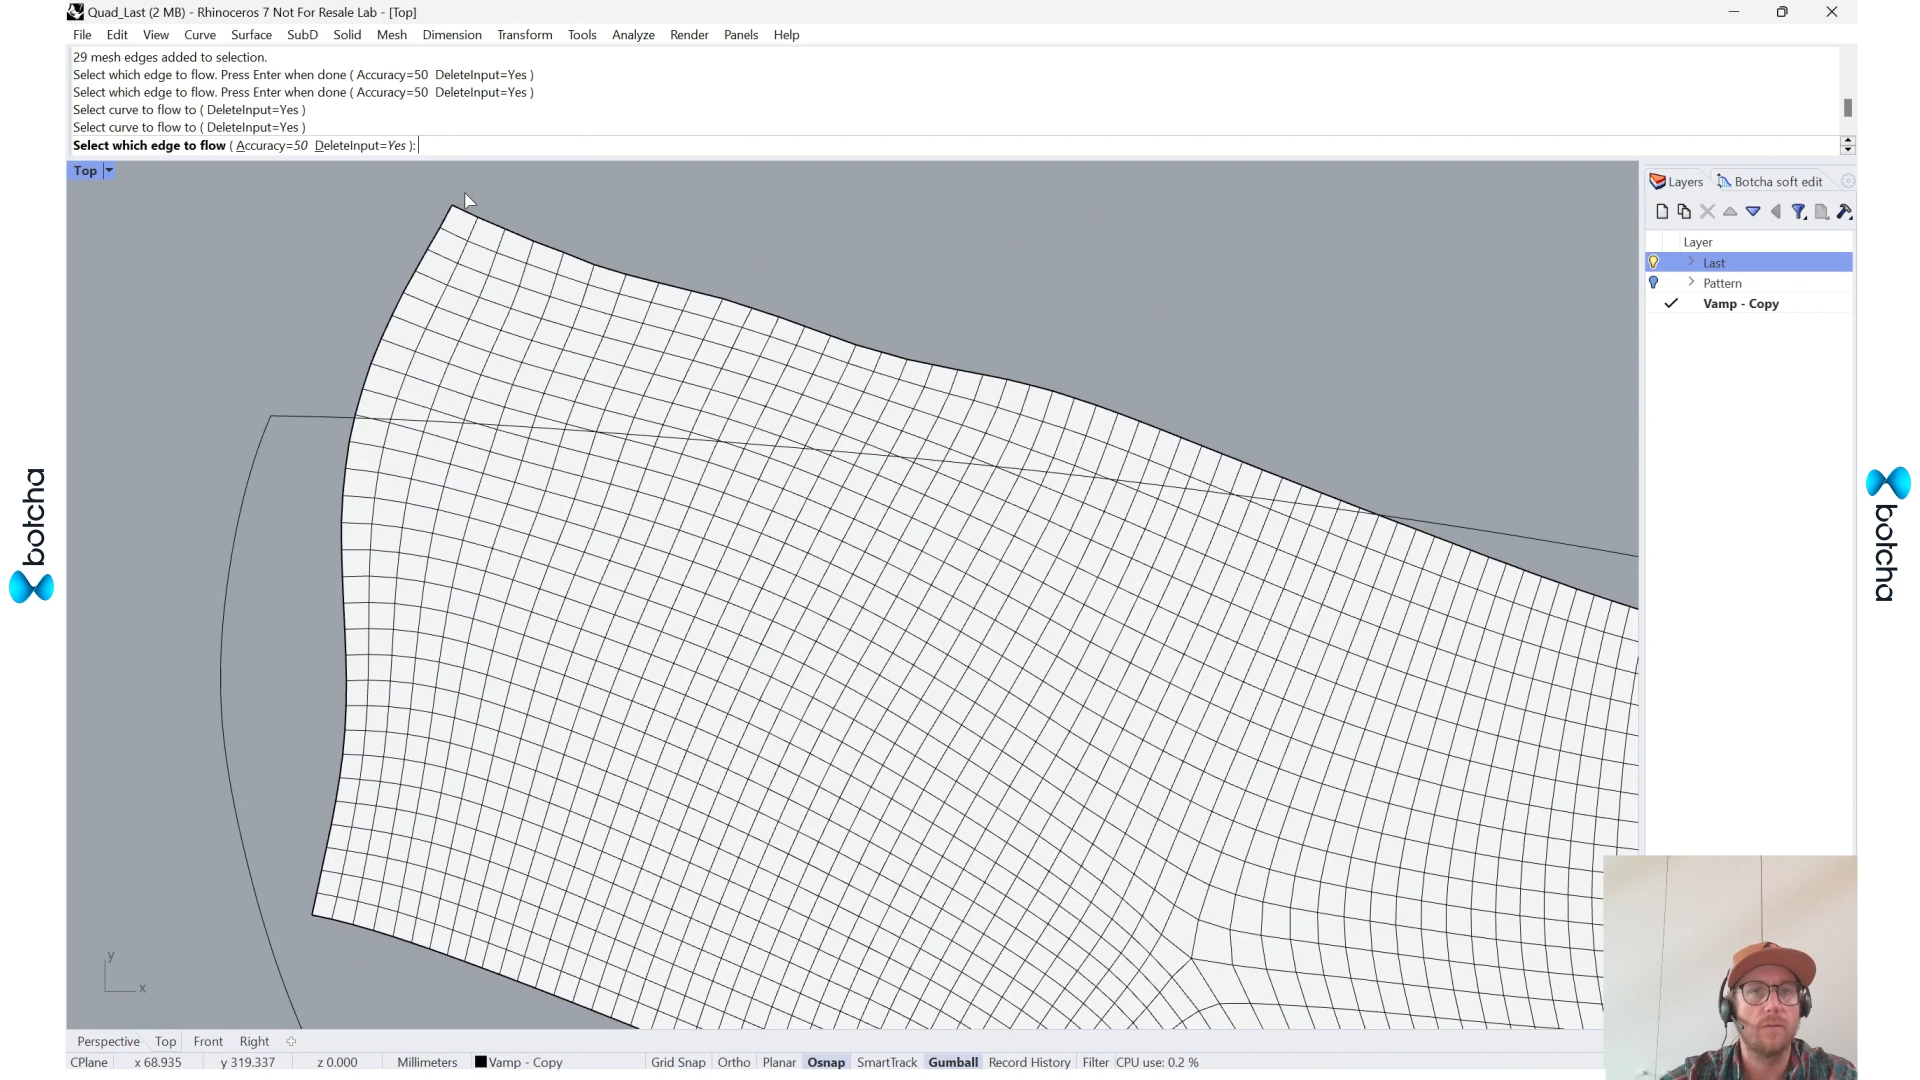 Quad_Last (2 MB) - Rhinoceros 7 Not For Resale Lab - [Top]
File Edit View Curve Surface SubD Solid Mesh Dimension Transform Tools Analyze Render Panels Help
29 mesh edges added to selection.
Select which edge to flow. Press Enter when done ( Accuracy=50 DeleteInput=Yes )
Select which edge to flow. Press Enter when done ( Accuracy=50 DeleteInput=Yes )
Select curve to flow to ( DeleteInput=Yes )
Select curve to flow to ( DeleteInput=Yes )
Select which edge to flow ( Accuracy=50 DeleteInput=Yes ):
Top
Layers Botcha soft edit
Layer
Last
Pattern
Vamp - Copy
botcha
botcha
y
x
Perspective Top Front Right
CPlane x 68.935 y 319.337 z 0.000 Millimeters Vamp - Copy Grid Snap Ortho Planar Osnap SmartTrack Gumball Record History Filter CPU use: 0.2 %